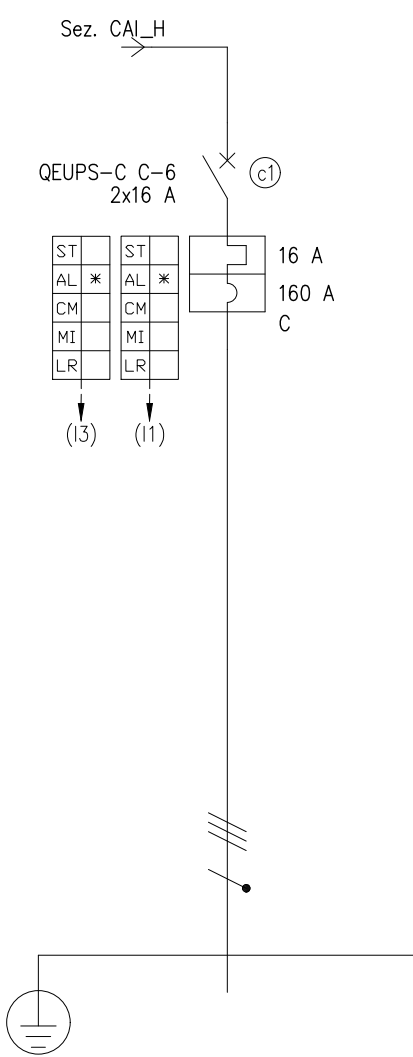 Sez. CAI_H
QEUPS-C C-6
2x16 A
c1
ST
AL *
CM
MI
LR
(I3)
ST
AL *
CM
MI
LR
(I1)
16 A
160 A
C